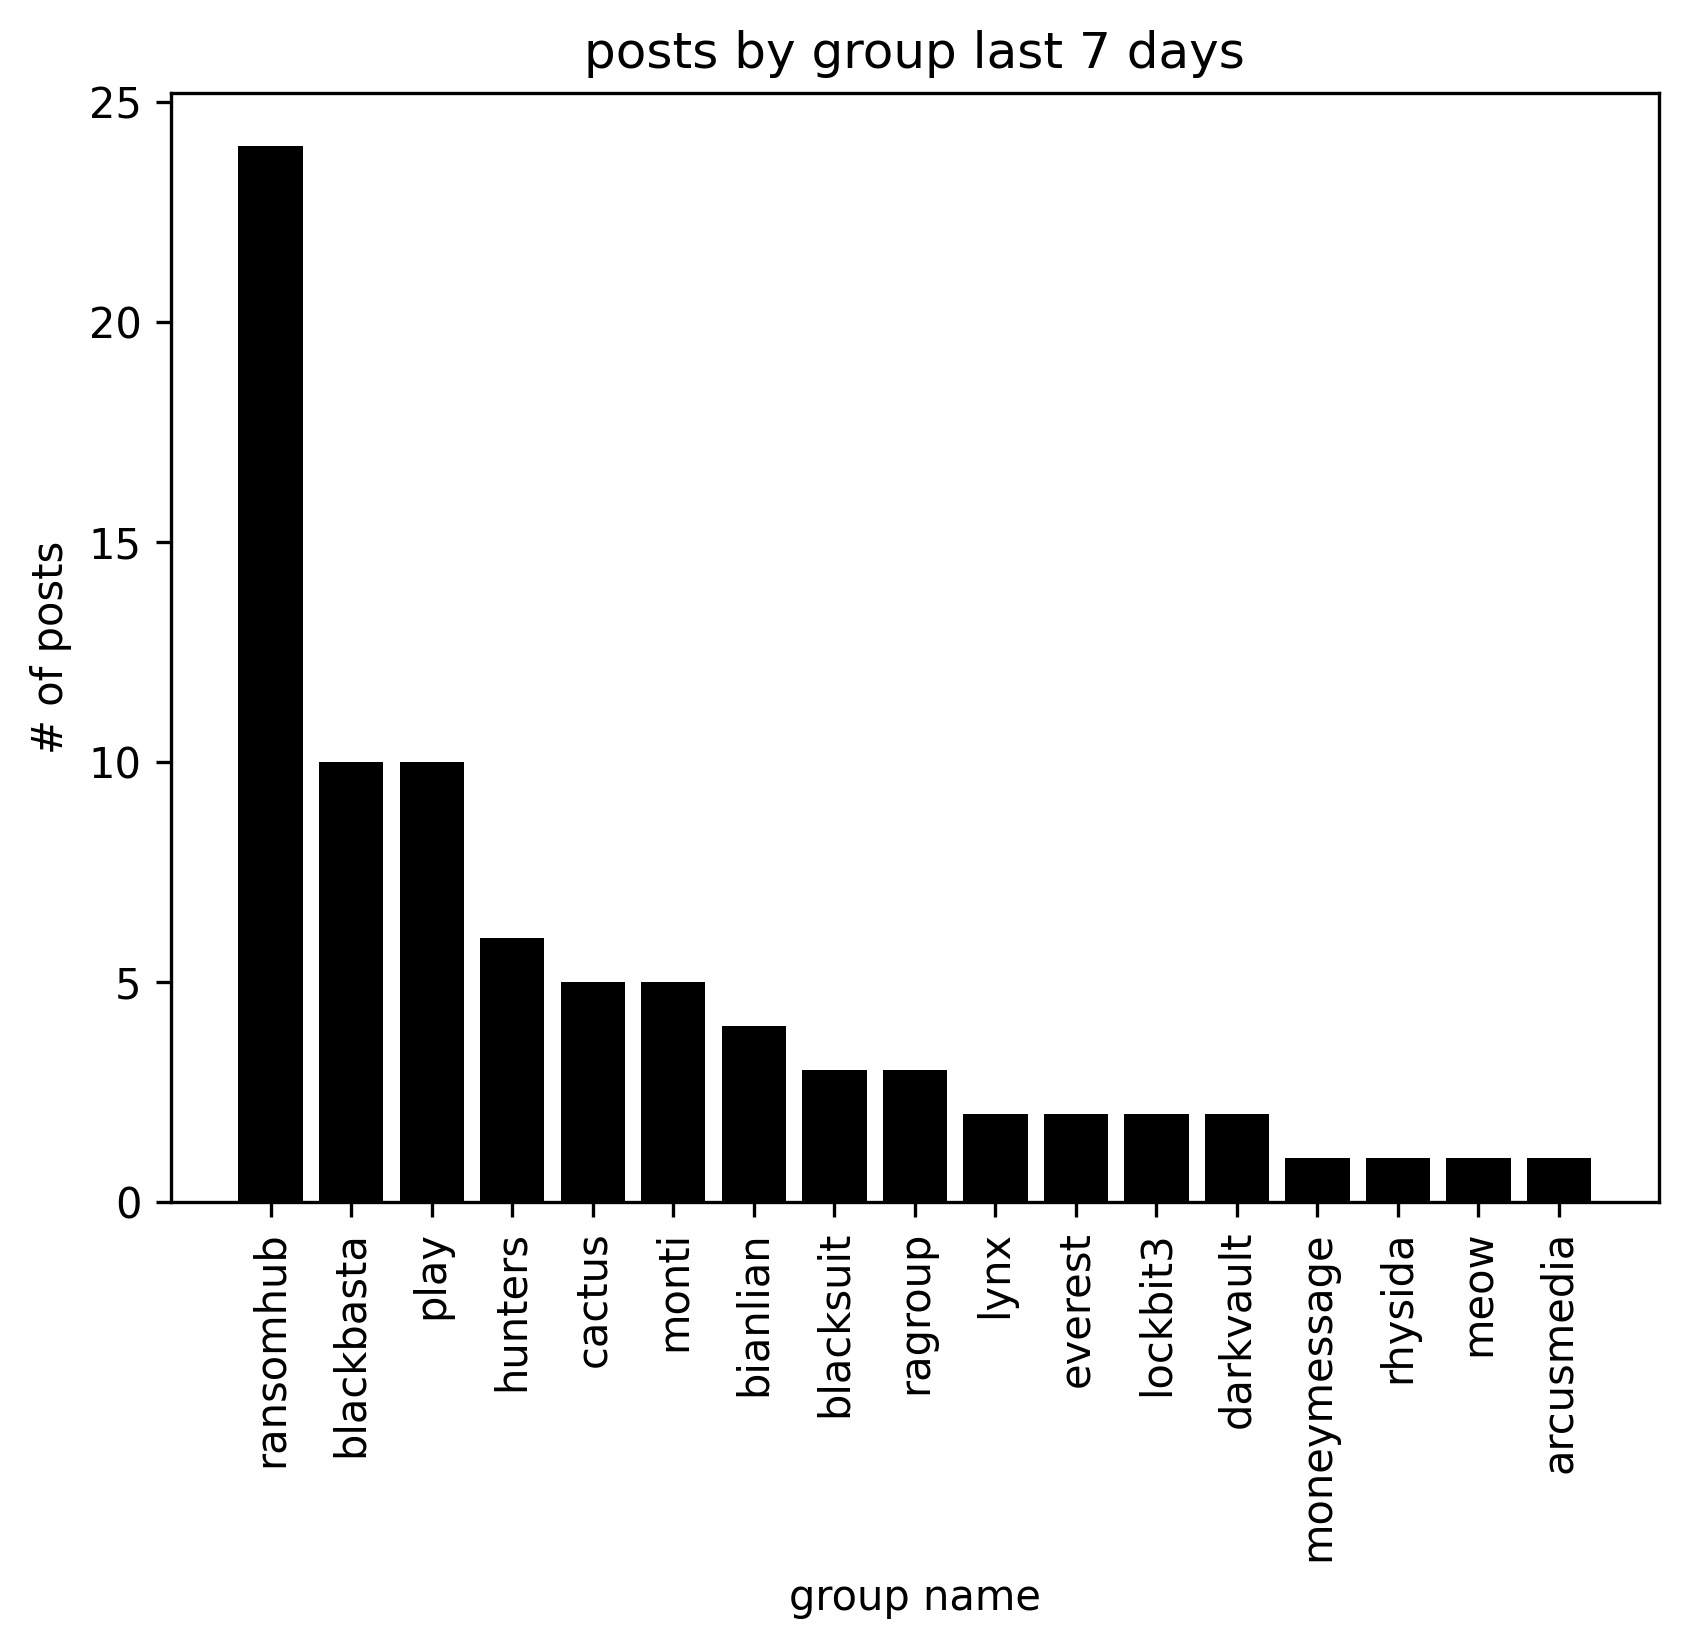 posts by group last 7 days
25
20
15
10
5
0
# of posts
ransomhub
blackbasta
play
hunters
cactus
monti
bianlian
blacksuit
ragroup
lynx
everest
lockbit3
darkvault
moneymessage
rhysida
meow
arcusmedia
group name